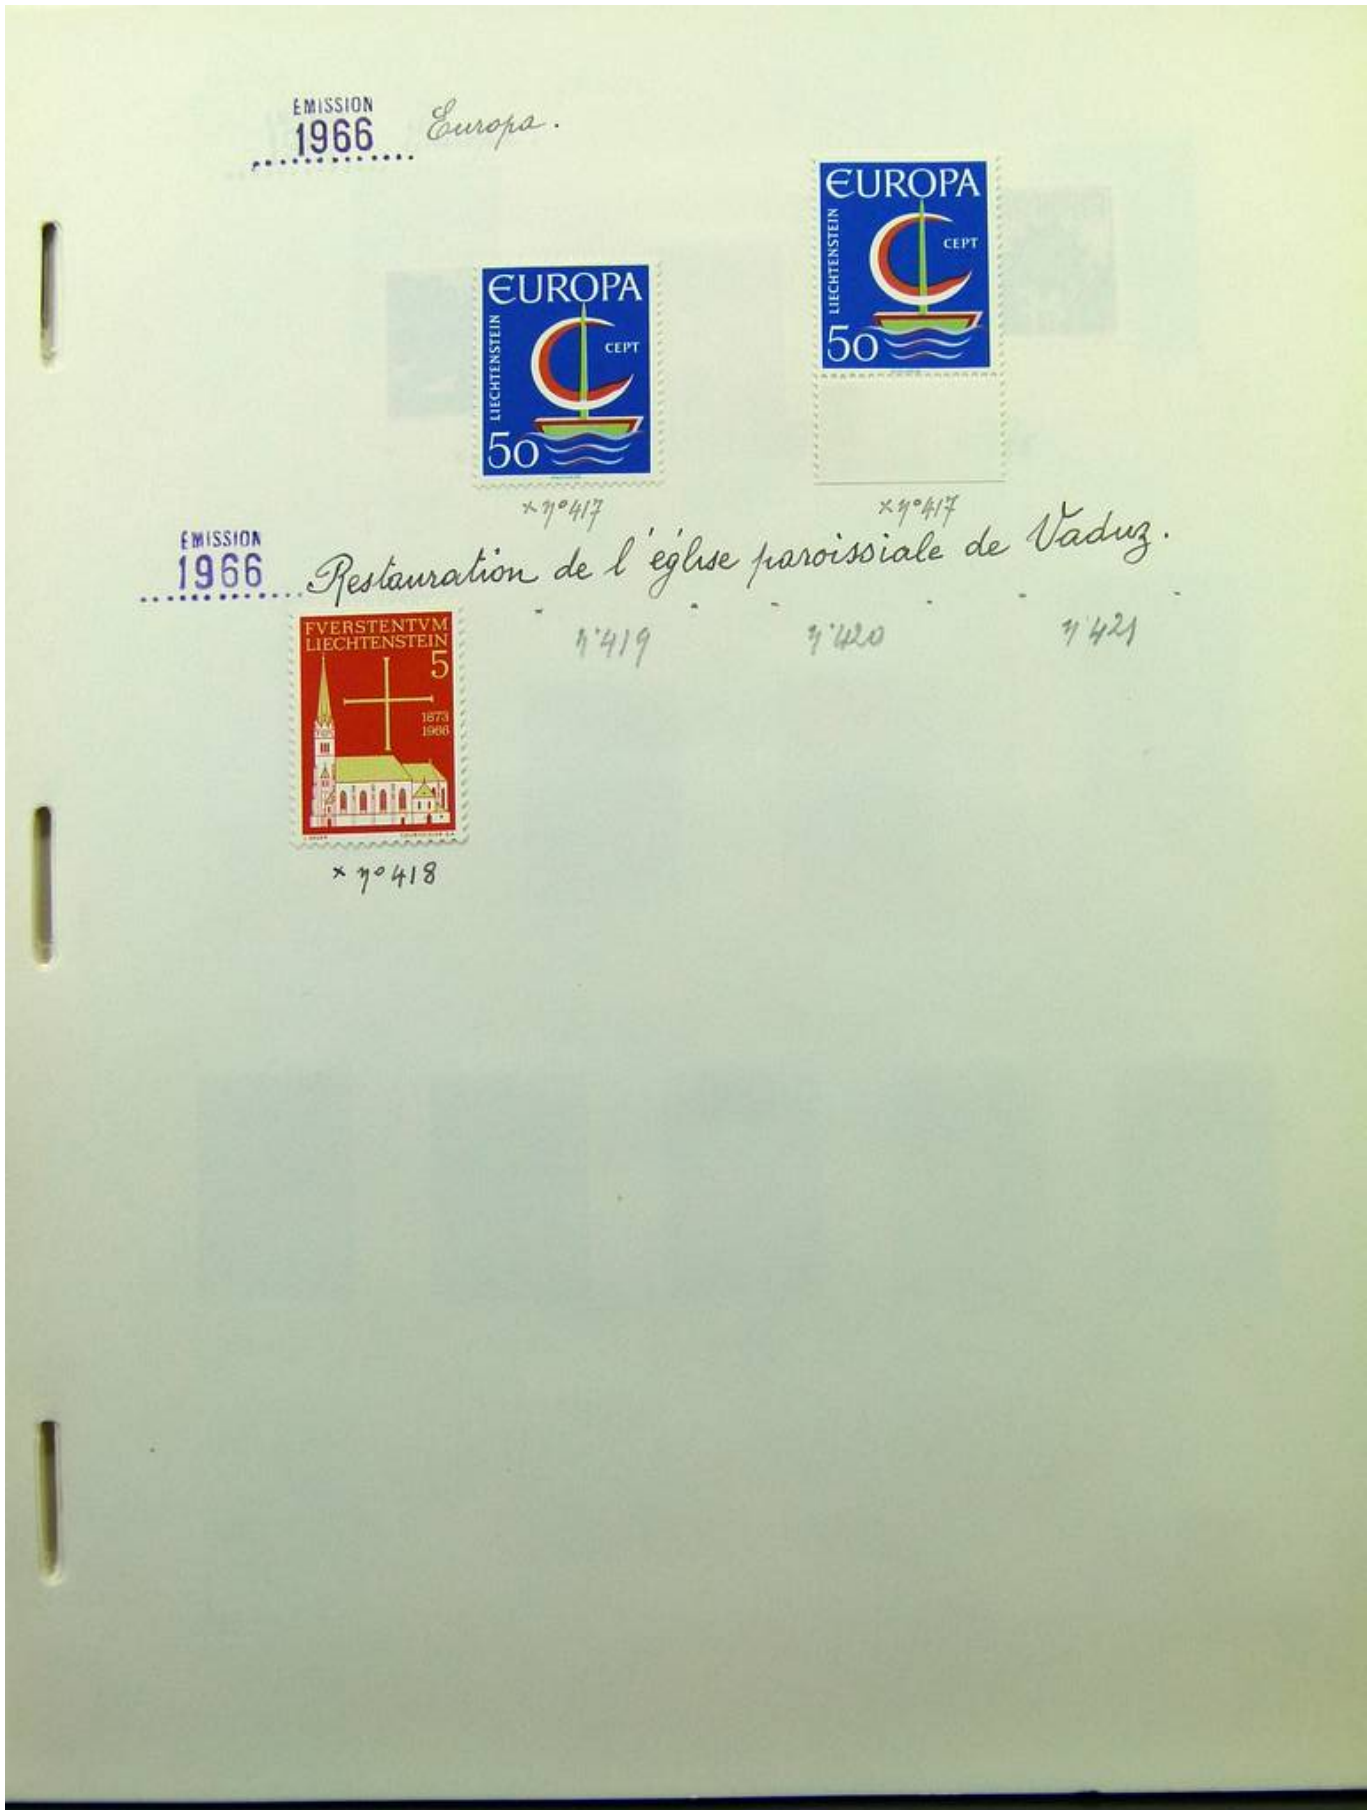 EMISSION
1966 Europa.
EUROPA
LIECHTENSTEIN
CEPT
50
EUROPA
LIECHTENSTEIN
CEPT
50
× n° 417
× n° 417
EMISSION
1966 Restauration de l'église paroissiale de Vaduz.
FVERSTENTVM
LIECHTENSTEIN
5
1873
1966
n° 419
n° 420
n° 421
× n° 418